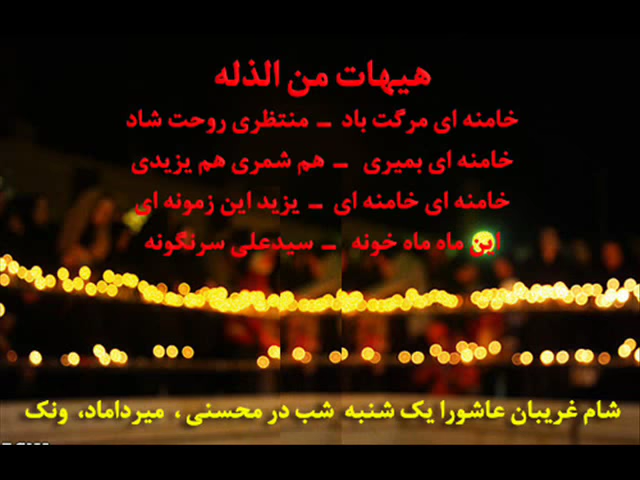 هیهات من الذله
خامنه ای مرگت باد ـ منتظری روحت شاد
خامنه ای بمیری ـ هم شمری هم یزیدی
خامنه ای خامنه ای ـ یزید این زمونه ای
این ماه ماه خونه ـ سیدعلی سرنگونه
شام غریبان عاشورا یک شنبه شب در محسنی ، میرداماد، ونک